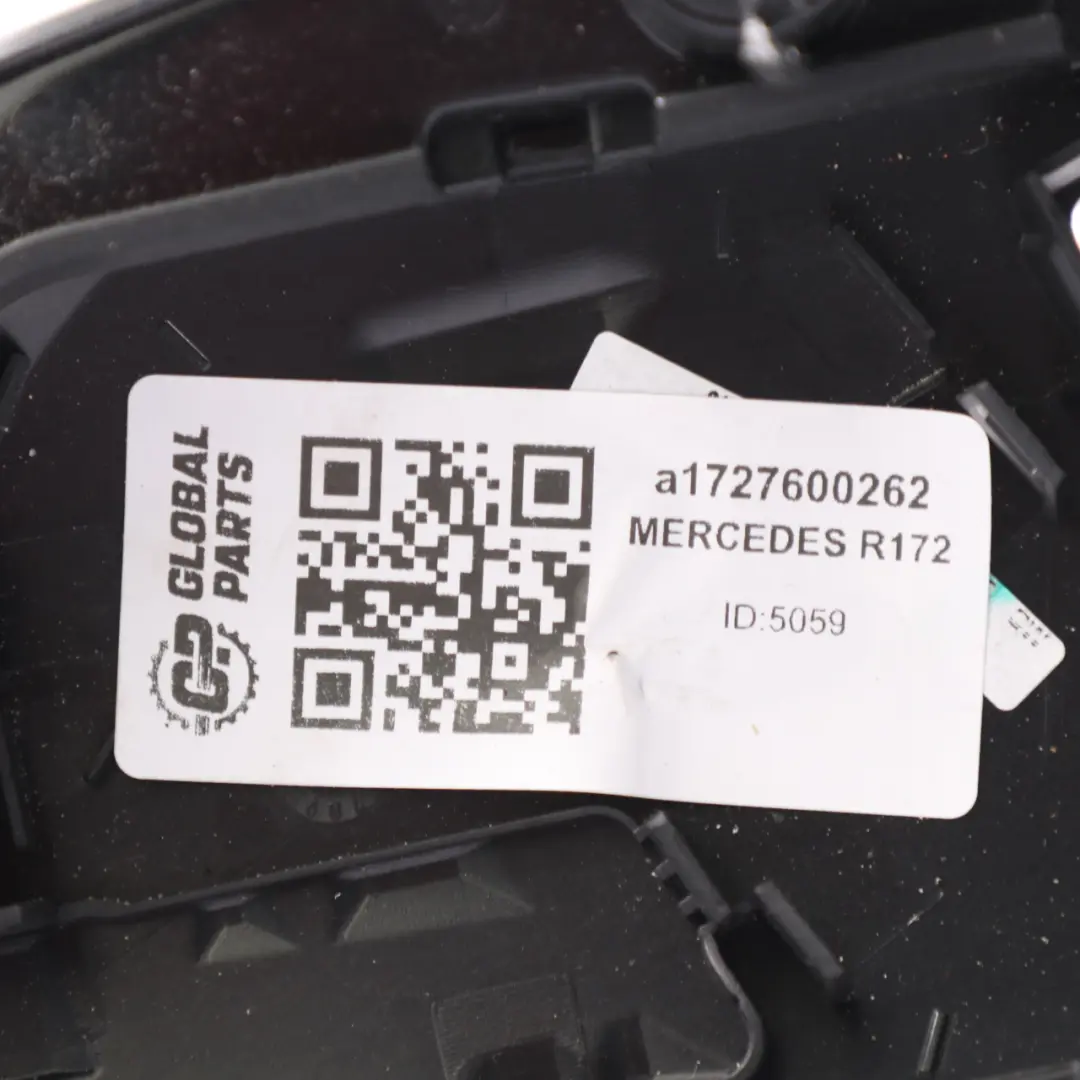 GLOBAL
PARTS
a1727600262
MERCEDES R172
ID:5059